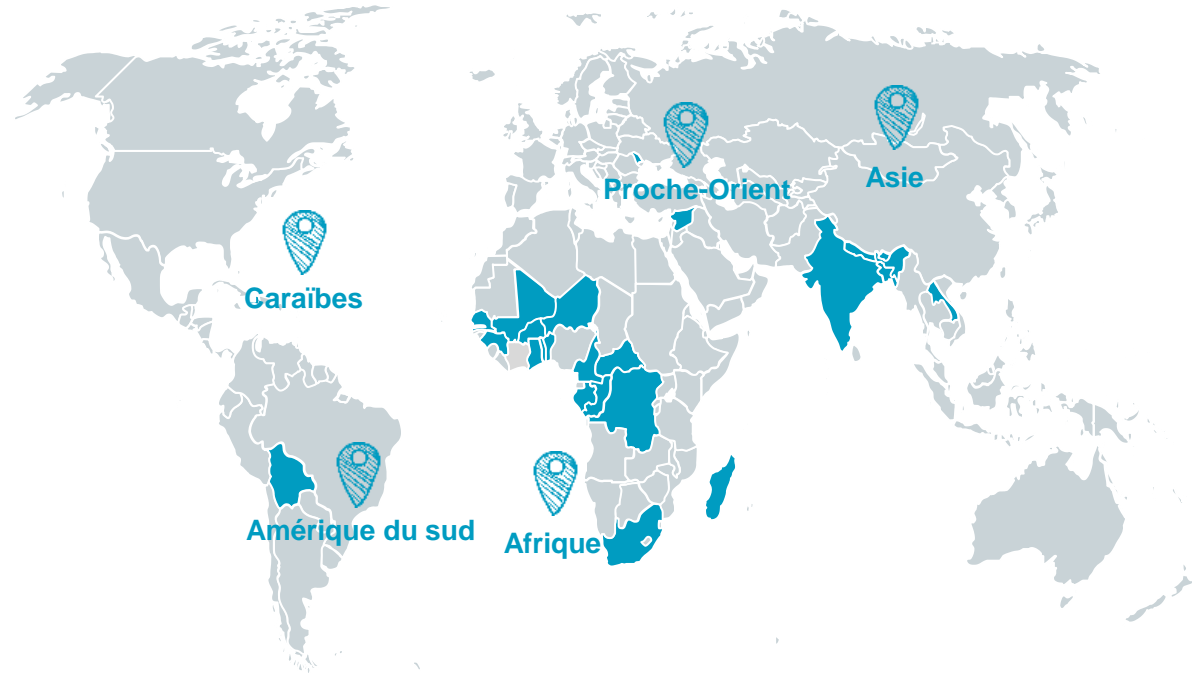 Proche-Orient
Asie
Caraïbes
Amérique du sud
Afrique